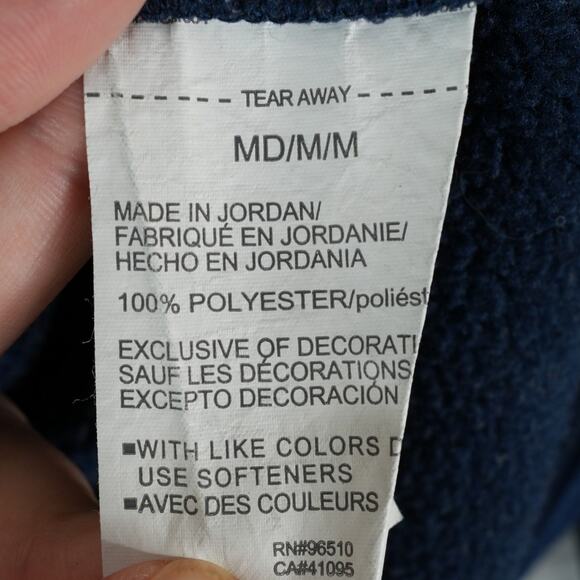 TEAR AWAY
MD/M/M
MADE IN JORDAN/
FABRIQUÉ EN JORDANIE/
HECHO EN JORDANIA
100% POLYESTER/poliést
EXCLUSIVE OF DECORATI
SAUF LES DÉCORATIONS
EXCEPTO DECORACIÓN
■WITH LIKE COLORS D
USE SOFTENERS
■AVEC DES COULEURS
RN#96510
CA#41095